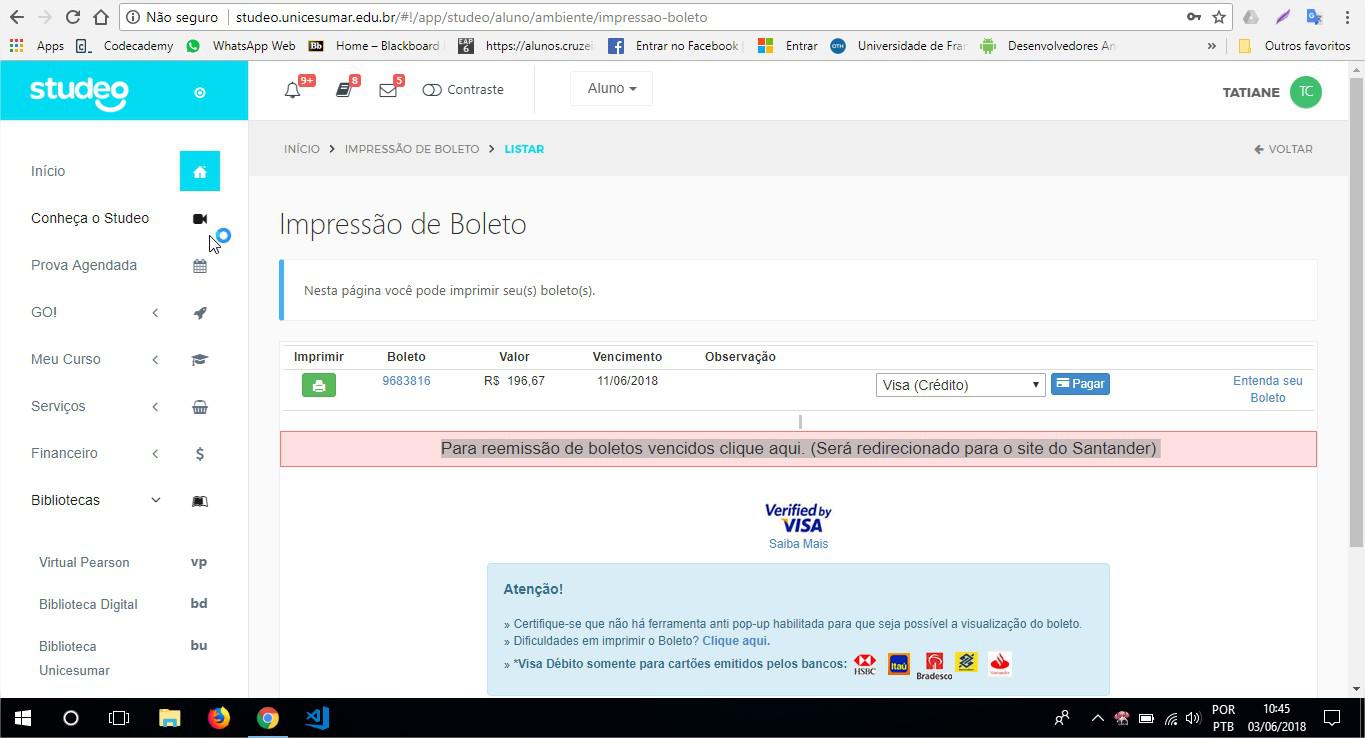 Não seguro | studeo.unicesumar.edu.br/#!/app/studeo/aluno/ambiente/impressao-boleto
Apps Codecademy WhatsApp Web Bb Home – Blackboard EAP 6 https://alunos.cruzei Entrar no Facebook Entrar OTH Universidade de Fra Desenvolvedores An » Outros favoritos
studeo 9+ 8 5 Contraste Aluno TATIANE TC
INÍCIO > IMPRESSÃO DE BOLETO > LISTAR VOLTAR
Início
Conheça o Studeo
Prova Agendada
GO!
Meu Curso
Serviços
Financeiro $
Bibliotecas
Virtual Pearson vp
Biblioteca Digital bd
Biblioteca bu
Unicesumar
Impressão de Boleto
Nesta página você pode imprimir seu(s) boleto(s).
Imprimir Boleto Valor Vencimento Observação
9683816 R$ 196,67 11/06/2018 Visa (Crédito) Pagar Entenda seu
Boleto
Para reemissão de boletos vencidos clique aqui. (Será redirecionado para o site do Santander)
Verified by
VISA
Saiba Mais
Atenção!
» Certifique-se que não há ferramenta anti pop-up habilitada para que seja possível a visualização do boleto.
» Dificuldades em imprimir o Boleto? Clique aqui.
» *Visa Débito somente para cartões emitidos pelos bancos: HSBC Itaú Bradesco Santander
POR 10:45
PTB 03/06/2018